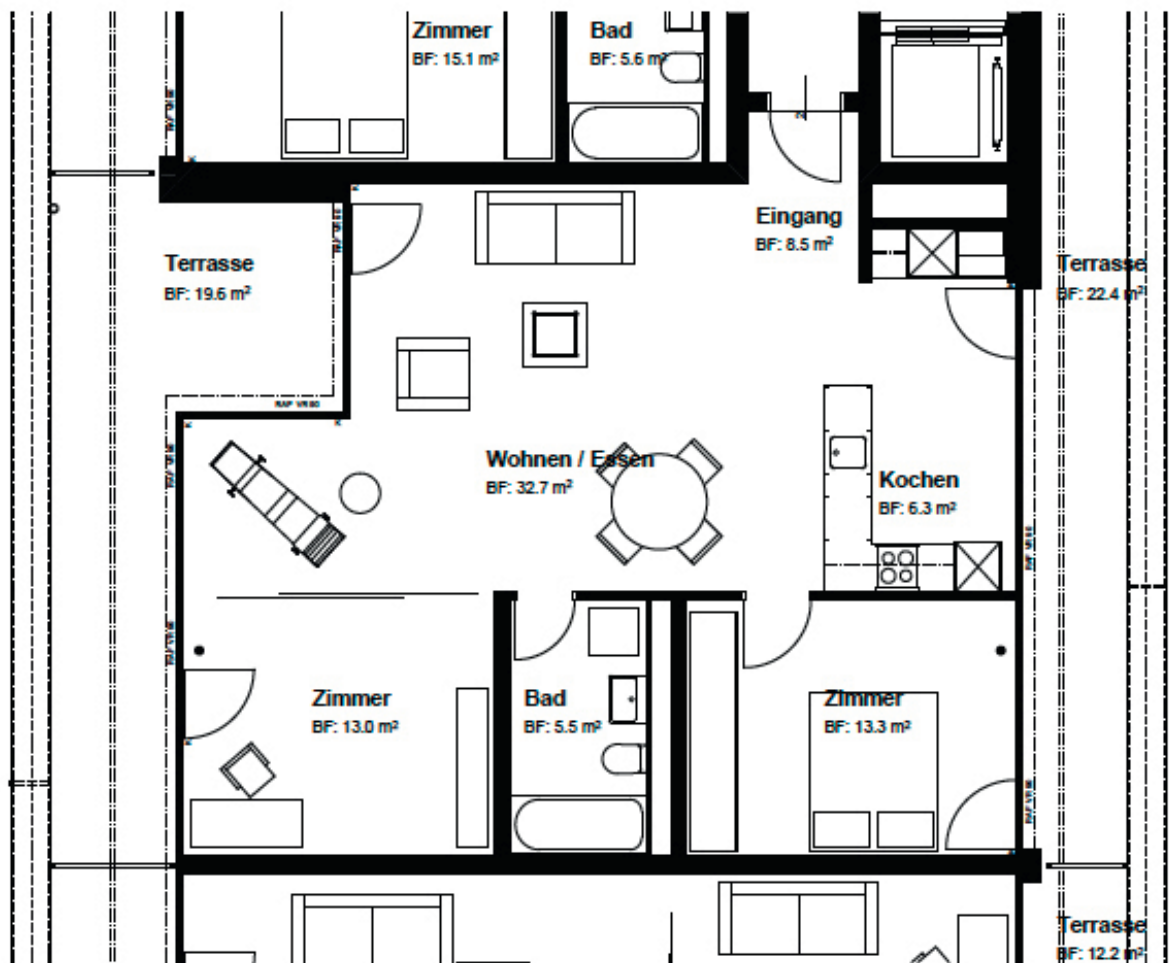 Zimmer
BF: 15.1 m²
Bad
BF: 5.6 m²
Eingang
BF: 8.5 m²
Terrasse
BF: 19.6 m²
Terrasse
BF: 22.4 m²
RAF VR80
Wohnen / Essen
BF: 32.7 m²
Kochen
BF: 6.3 m²
Zimmer
BF: 13.0 m²
Bad
BF: 5.5 m²
Zimmer
BF: 13.3 m²
Terrasse
BF: 12.2 m²